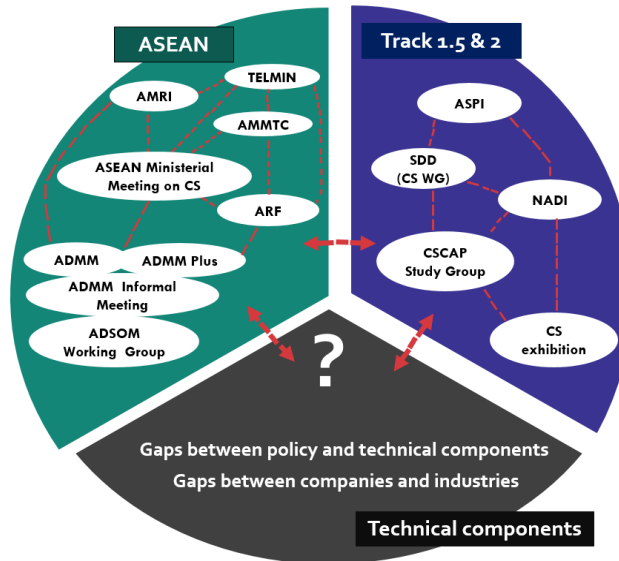 ASEAN
Track 1.5 & 2
TELMIN
AMRI
AMMTC
ASEAN Ministerial
Meeting on CS
ARF
ADMM
ADMM Plus
ADMM Informal
Meeting
ADSOM
Working Group
ASPI
SDD
(CS WG)
NADI
CSCAP
Study Group
CS
exhibition
?
Gaps between policy and technical components
Gaps between companies and industries
Technical components